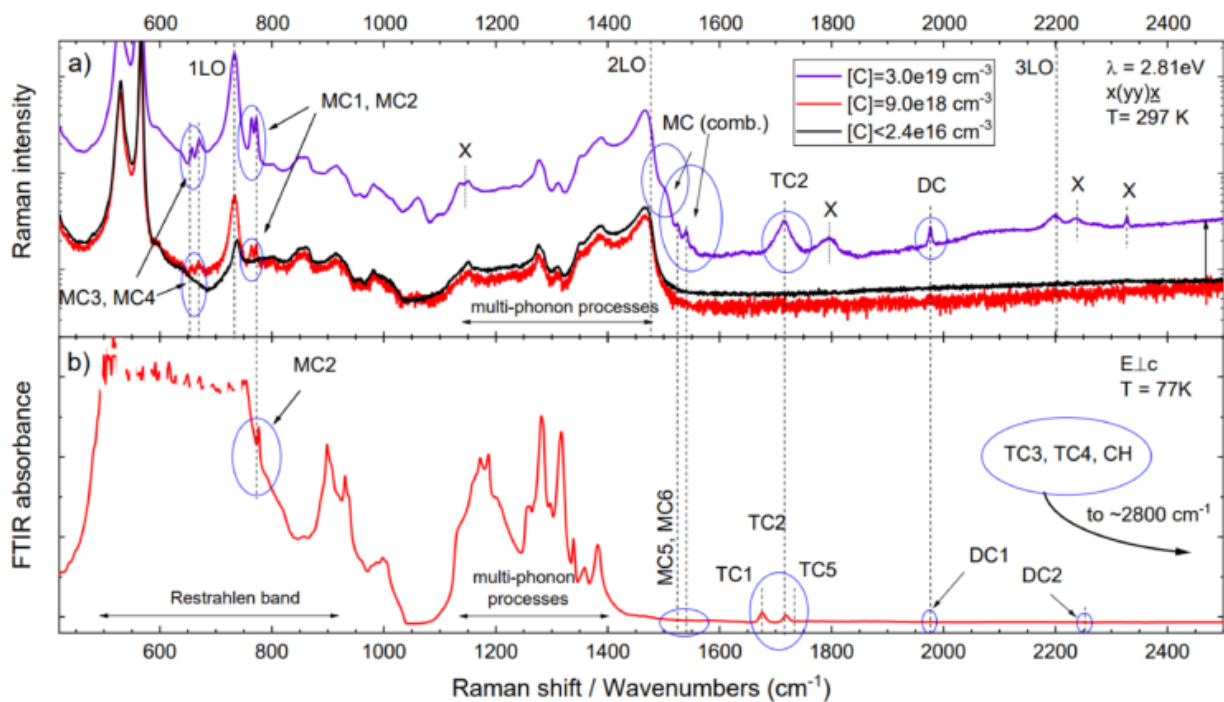 600 800 1000 1200 1400 1600 1800 2000 2200 2400
a)
1LO
2LO
3LO
[C]=3.0e19 cm⁻³
[C]=9.0e18 cm⁻³
[C]<2.4e16 cm⁻³
λ = 2.81eV
x(yy)x
T= 297 K
MC1, MC2
MC (comb.)
X
TC2
X
DC
X
X
MC3, MC4
multi-phonon processes
Raman intensity
b)
MC2
E⊥c
T = 77K
TC3, TC4, CH
to ~2800 cm⁻¹
MC5, MC6
TC2
TC1
TC5
DC1
DC2
multi-phonon
processes
Restrahlen band
FTIR absorbance
600 800 1000 1200 1400 1600 1800 2000 2200 2400
Raman shift / Wavenumbers (cm⁻¹)